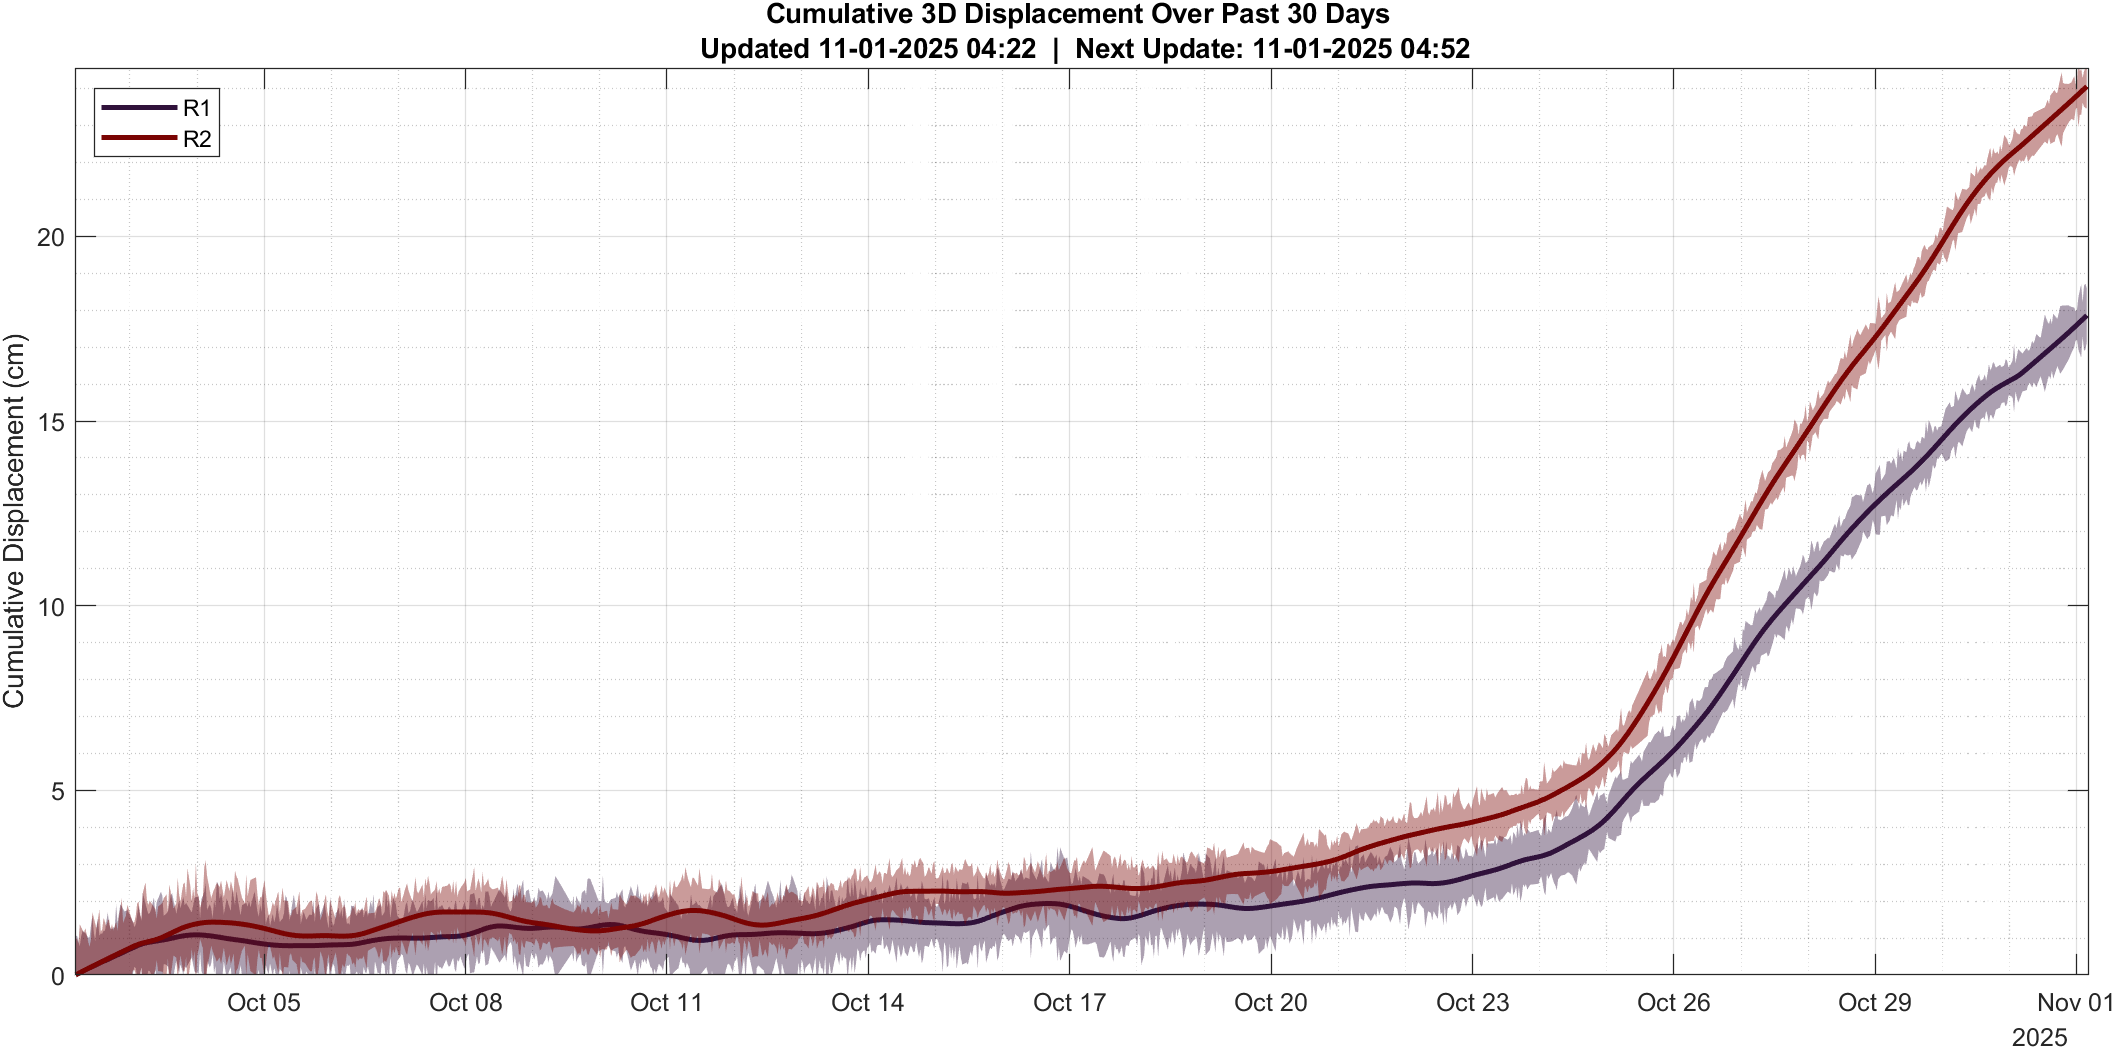 Cumulative 3D Displacement Over Past 30 Days
Updated 11-01-2025 04:22 | Next Update: 11-01-2025 04:52
R1
R2
Cumulative Displacement (cm)
20
15
10
5
0
Oct 05
Oct 08
Oct 11
Oct 14
Oct 17
Oct 20
Oct 23
Oct 26
Oct 29
Nov 01
2025